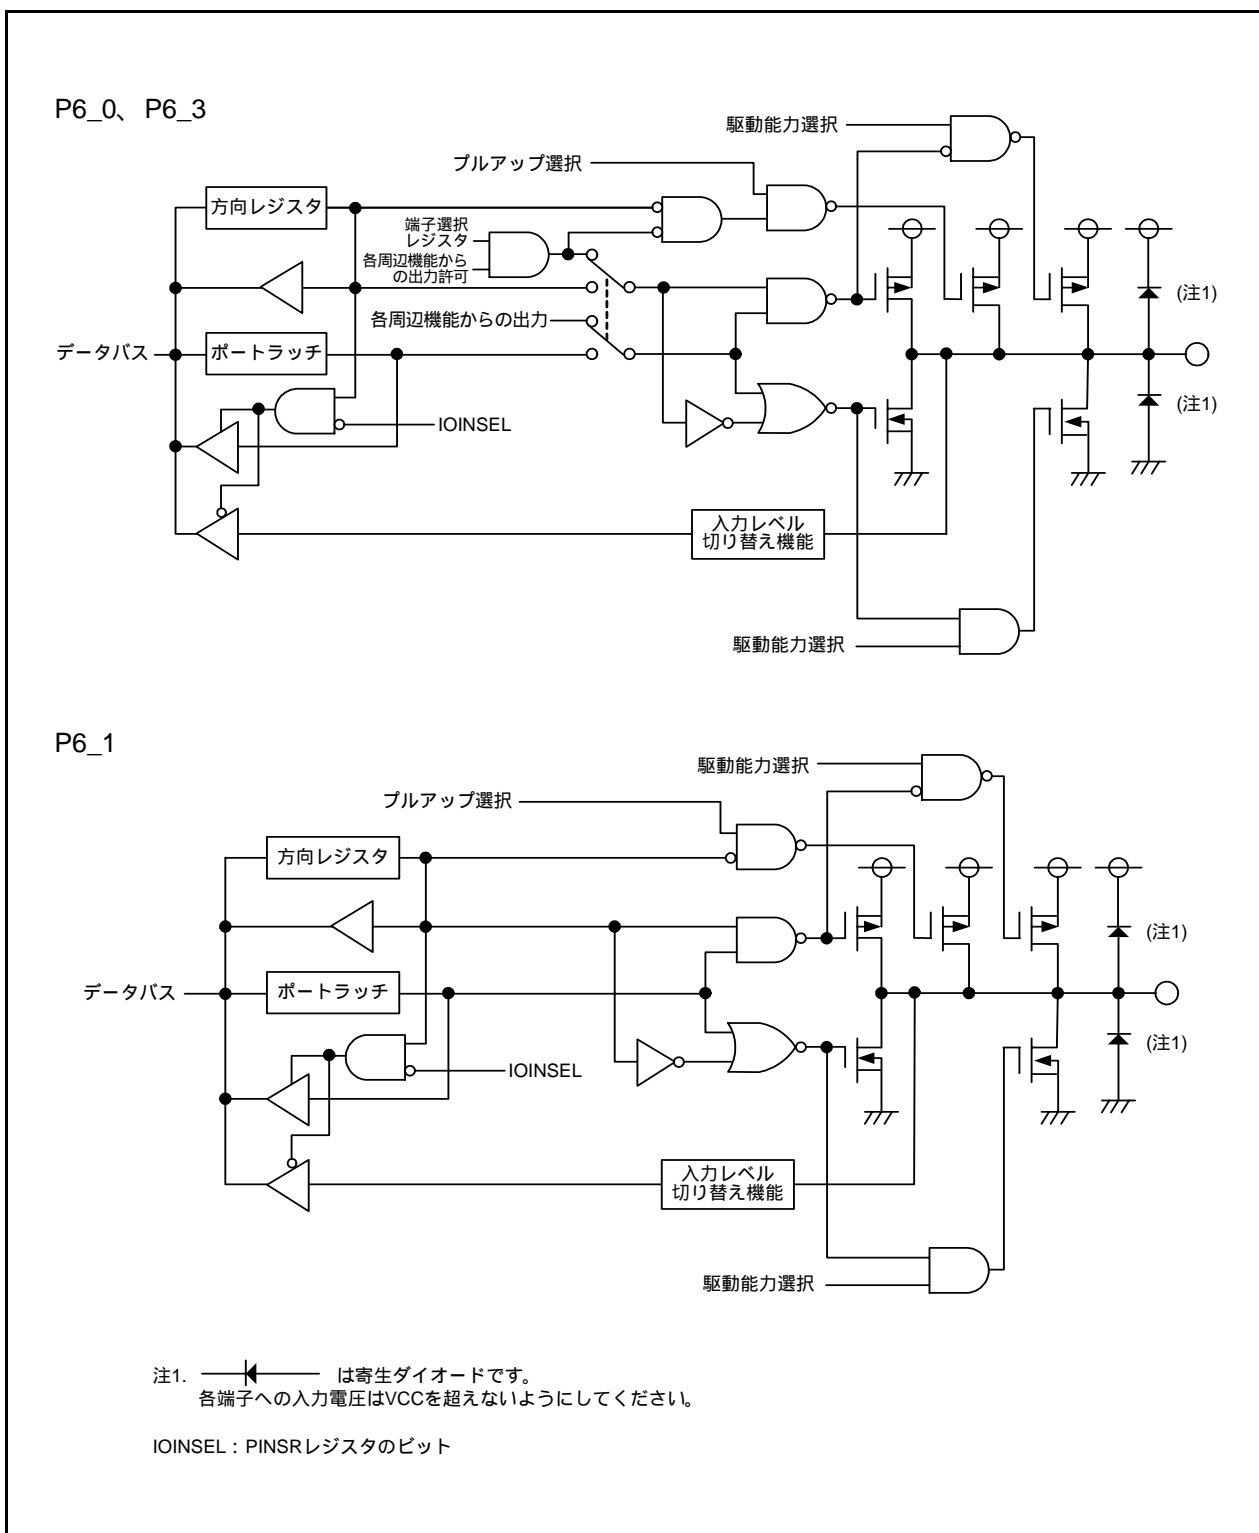 P6_0、P6_3
駆動能力選択
プルアップ選択
方向レジスタ
端子選択
レジスタ
各周辺機能から
の出力許可
(注1)
各周辺機能からの出力
データバス
ポートラッチ
(注1)
IOINSEL
入力レベル
切り替え機能
駆動能力選択
P6_1
駆動能力選択
プルアップ選択
方向レジスタ
(注1)
データバス
ポートラッチ
(注1)
IOINSEL
入力レベル
切り替え機能
駆動能力選択
注1. は寄生ダイオードです。
各端子への入力電圧はVCCを超えないようにしてください。
IOINSEL：PINSRレジスタのビット